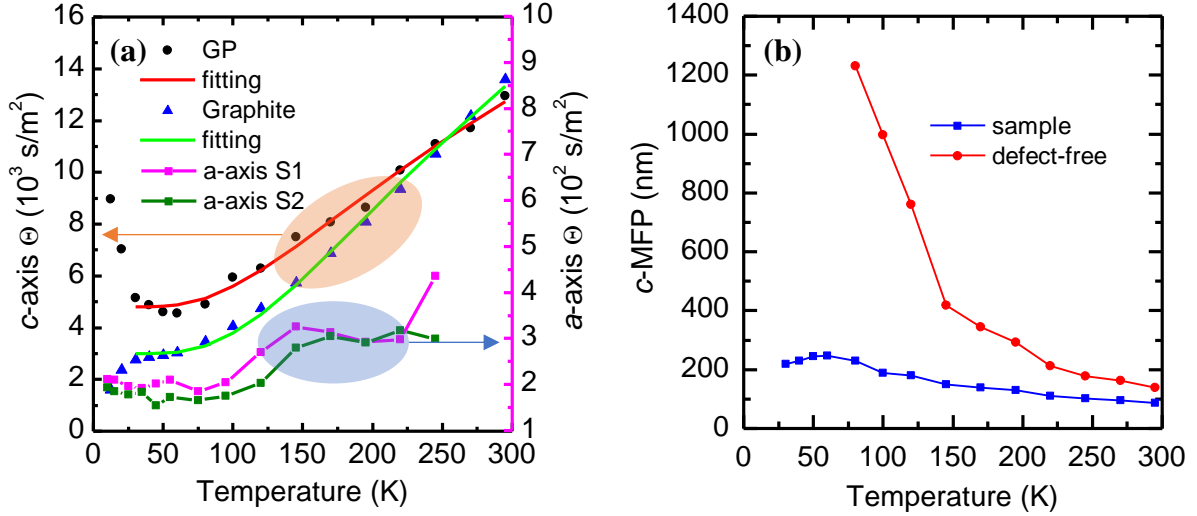 (a)
GP
fitting
Graphite
fitting
a-axis S1
a-axis S2
16
14
12
10
8
6
4
2
0
c-axis Θ (10³ s/m²)
10
9
8
7
6
5
4
3
2
1
a-axis Θ (10² s/m²)
0 50 100 150 200 250 300
Temperature (K)
(b)
sample
defect-free
1400
1200
1000
800
600
400
200
0
c-MFP (nm)
0 50 100 150 200 250 300
Temperature (K)